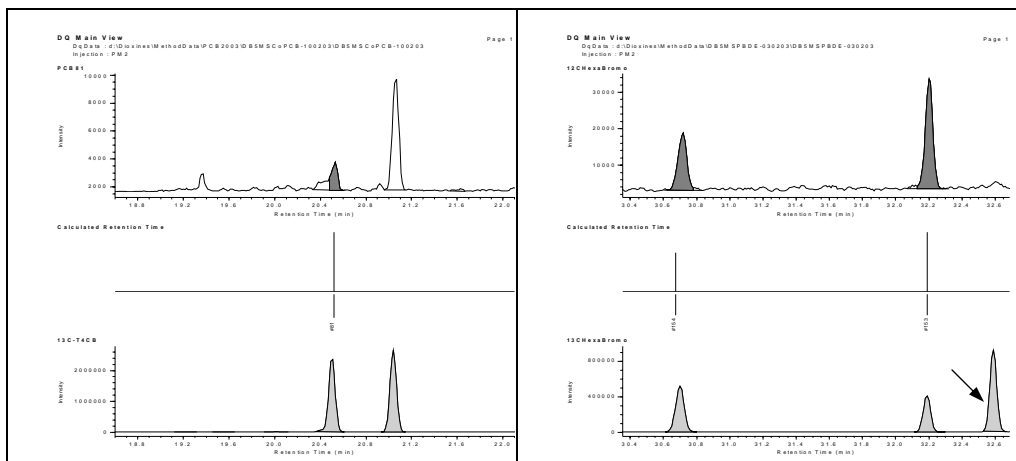 DQ Main View
Page 1
DqData : d:\Dioxines\MethodData\PCB2003\DB5MSCoPCB-100203\DB5MSCoPCB-100203
Injection : PM2
PCB81
10000
8000
6000
4000
2000
Intensity
18.8 19.2 19.6 20.0 20.4 20.8 21.2 21.6 22.0
Retention Time (min)
Calculated Retention Time
#81
13C-T4CB
2000000
1000000
0
Intensity
18.8 19.2 19.6 20.0 20.4 20.8 21.2 21.6 22.0
Retention Time (min)
DQ Main View
Page 1
DqData : d:\Dioxines\MethodData\DB5MSPBDE-030203\DB5MSPBDE-030203
Injection : PM2
12CHexaBromo
30000
20000
10000
Intensity
30.4 30.6 30.8 31.0 31.2 31.4 31.6 31.8 32.0 32.2 32.4 32.6
Retention Time (min)
Calculated Retention Time
#154
#153
13CHexaBromo
800000
400000
0
Intensity
30.4 30.6 30.8 31.0 31.2 31.4 31.6 31.8 32.0 32.2 32.4 32.6
Retention Time (min)